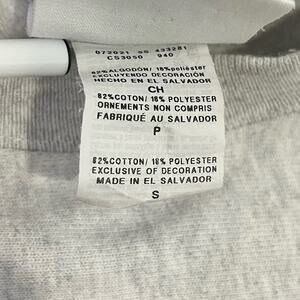 072021 SS 433281
CS3050 940
82%ALGODÓN/ 18%poliéster
EXCLUYENDO DECORACIÓN
HECHO EN EL SALVADOR
CH
82%COTTON/ 18% POLYESTER
ORNEMENTS NON COMPRIS
FABRIQUÉ AU SALVADOR
P
82%COTTON/ 18% POLYESTER
EXCLUSIVE OF DECORATION
MADE IN EL SALVADOR
S